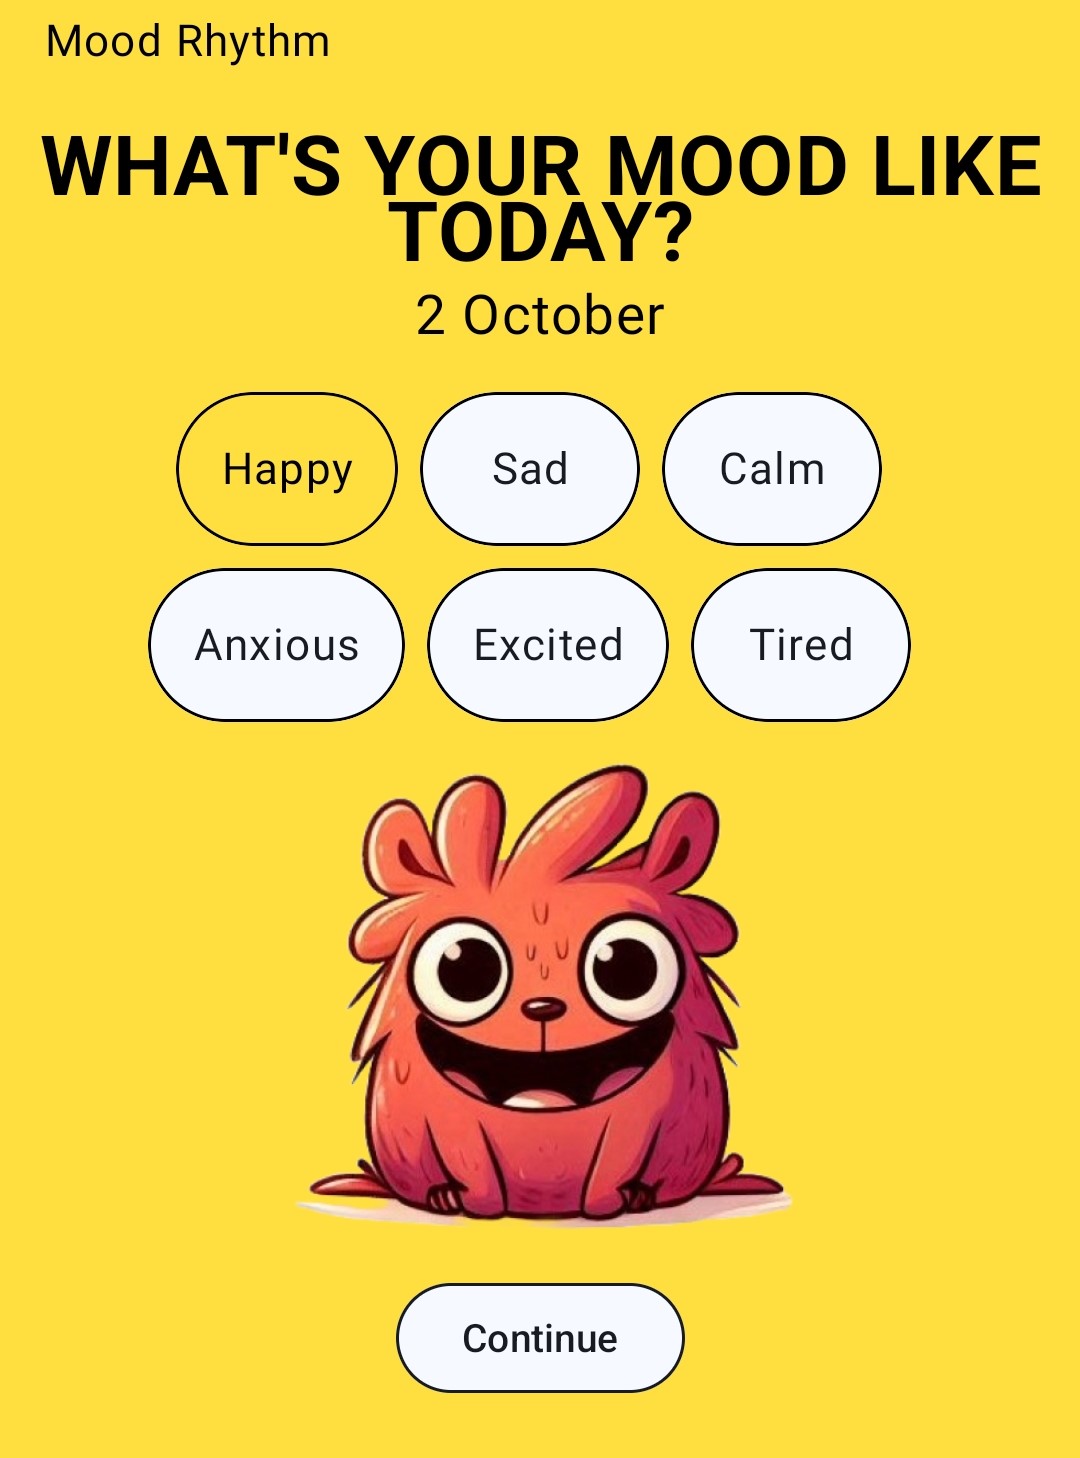 Mood Rhythm
WHAT'S YOUR MOOD LIKE
TODAY?
2 October
Happy Sad Calm
Anxious Excited Tired
Continue